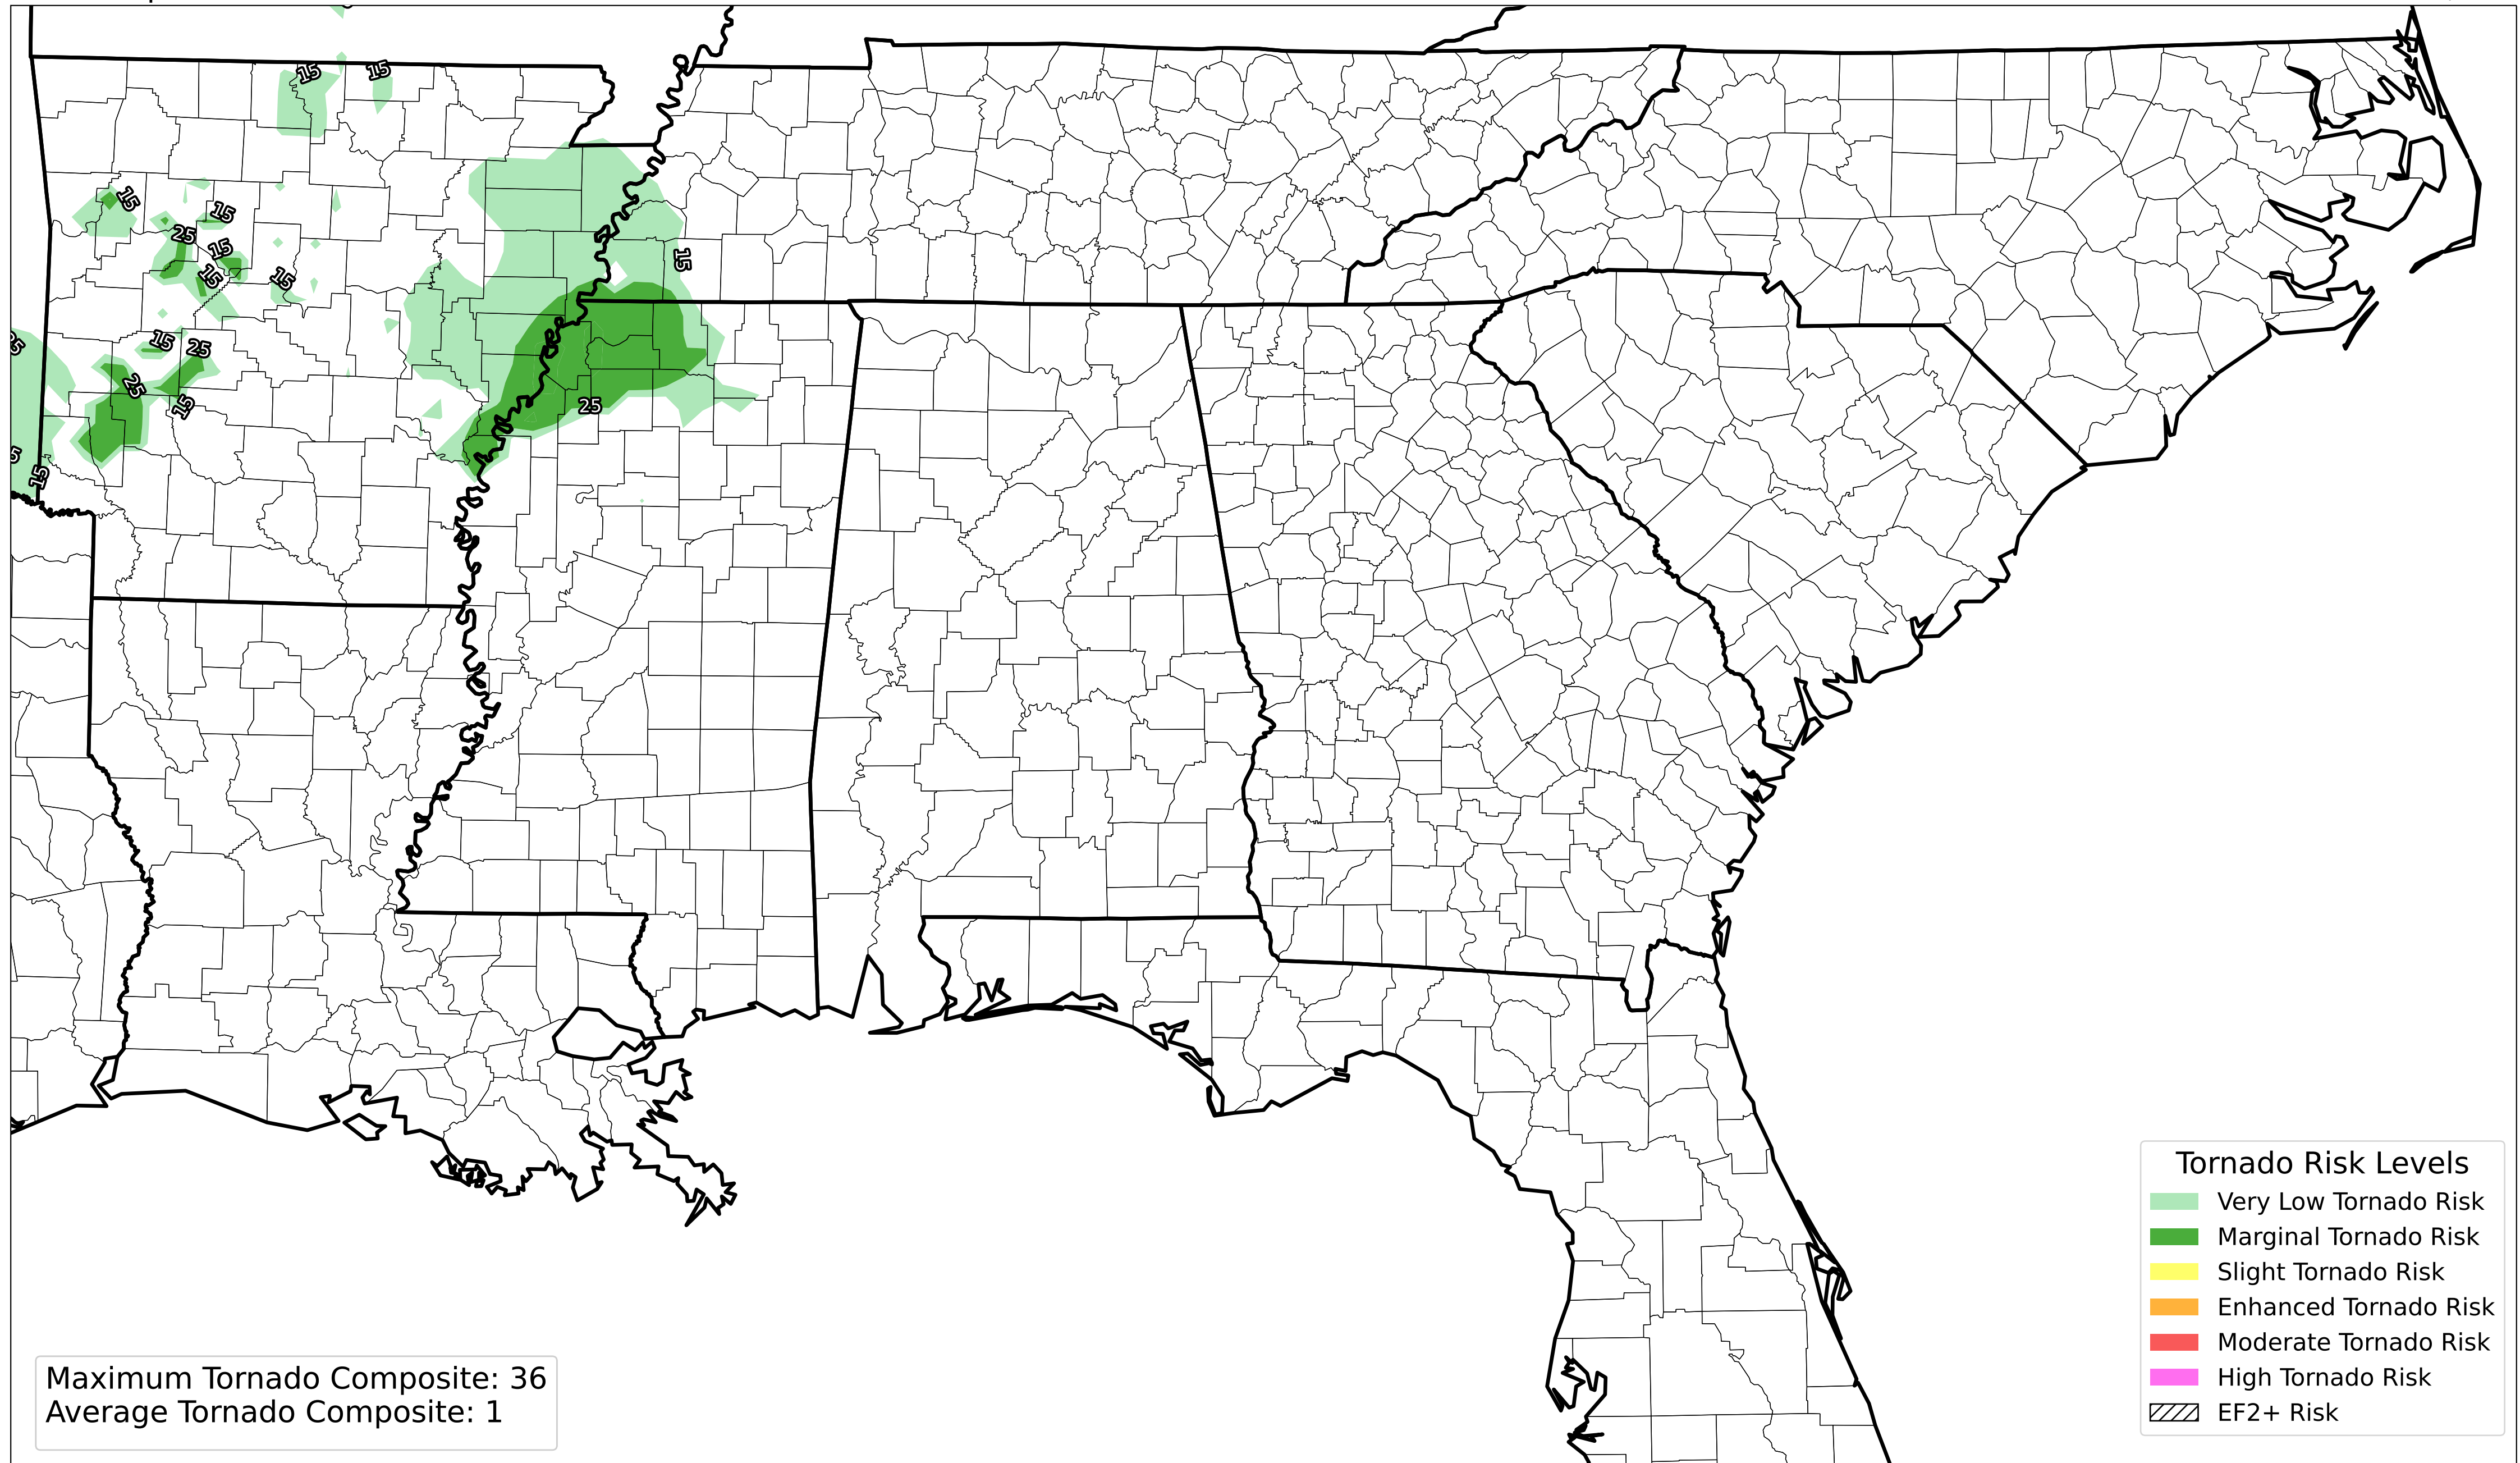 15
15
15
15
25
15
15
15
15
15
25
25
15
25
15
Tornado Risk Levels
Very Low Tornado Risk
Marginal Tornado Risk
Slight Tornado Risk
Enhanced Tornado Risk
Moderate Tornado Risk
High Tornado Risk
EF2+ Risk
Maximum Tornado Composite: 36
Average Tornado Composite: 1